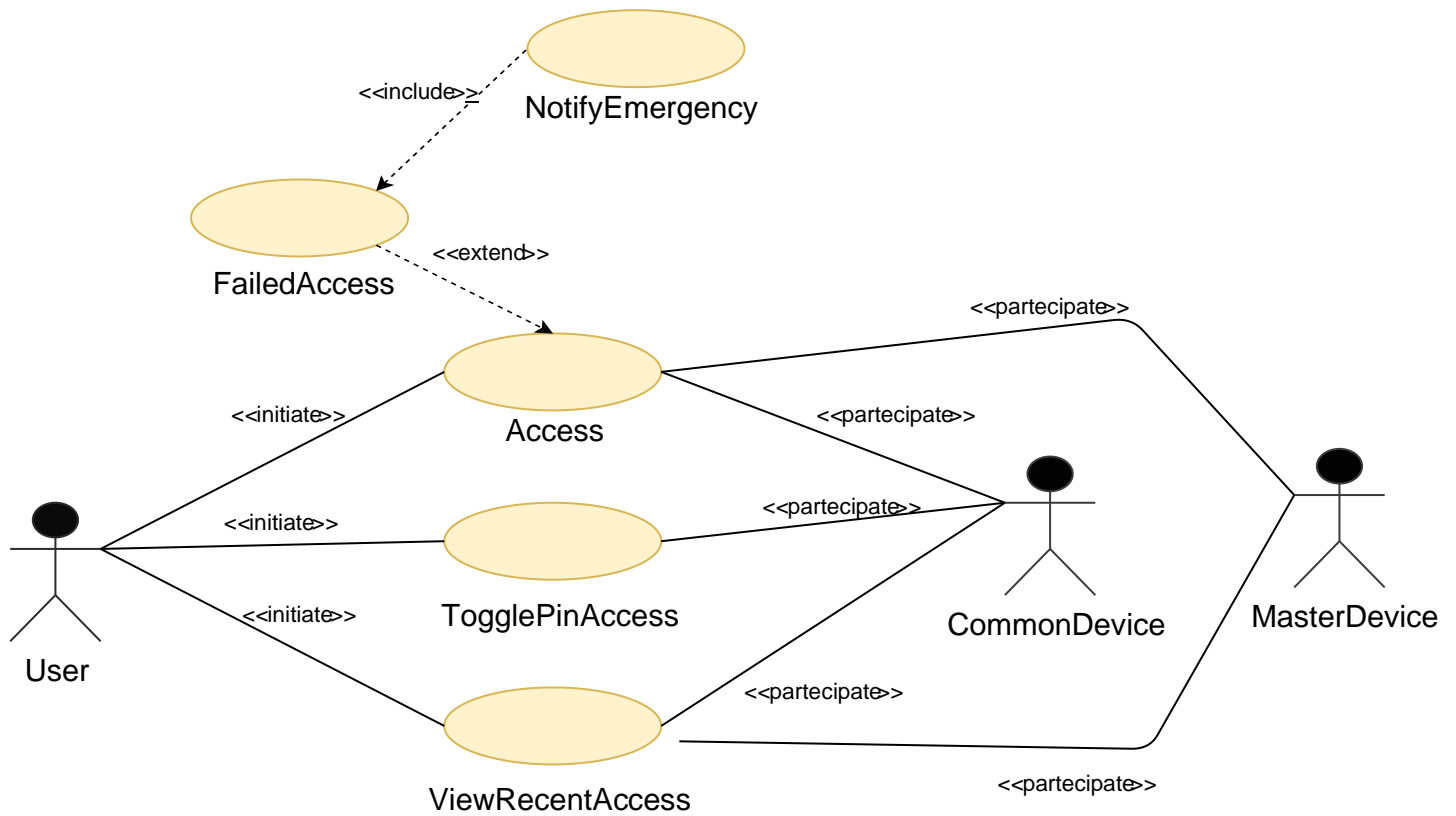 <<include>>
NotifyEmergency
<<extend>>
FailedAccess
<<partecipate>>
<<initiate>>
<<partecipate>>
Access
<<initiate>>
<<partecipate>>
TogglePinAccess
CommonDevice
MasterDevice
<<initiate>>
User
<<partecipate>>
<<partecipate>>
ViewRecentAccess